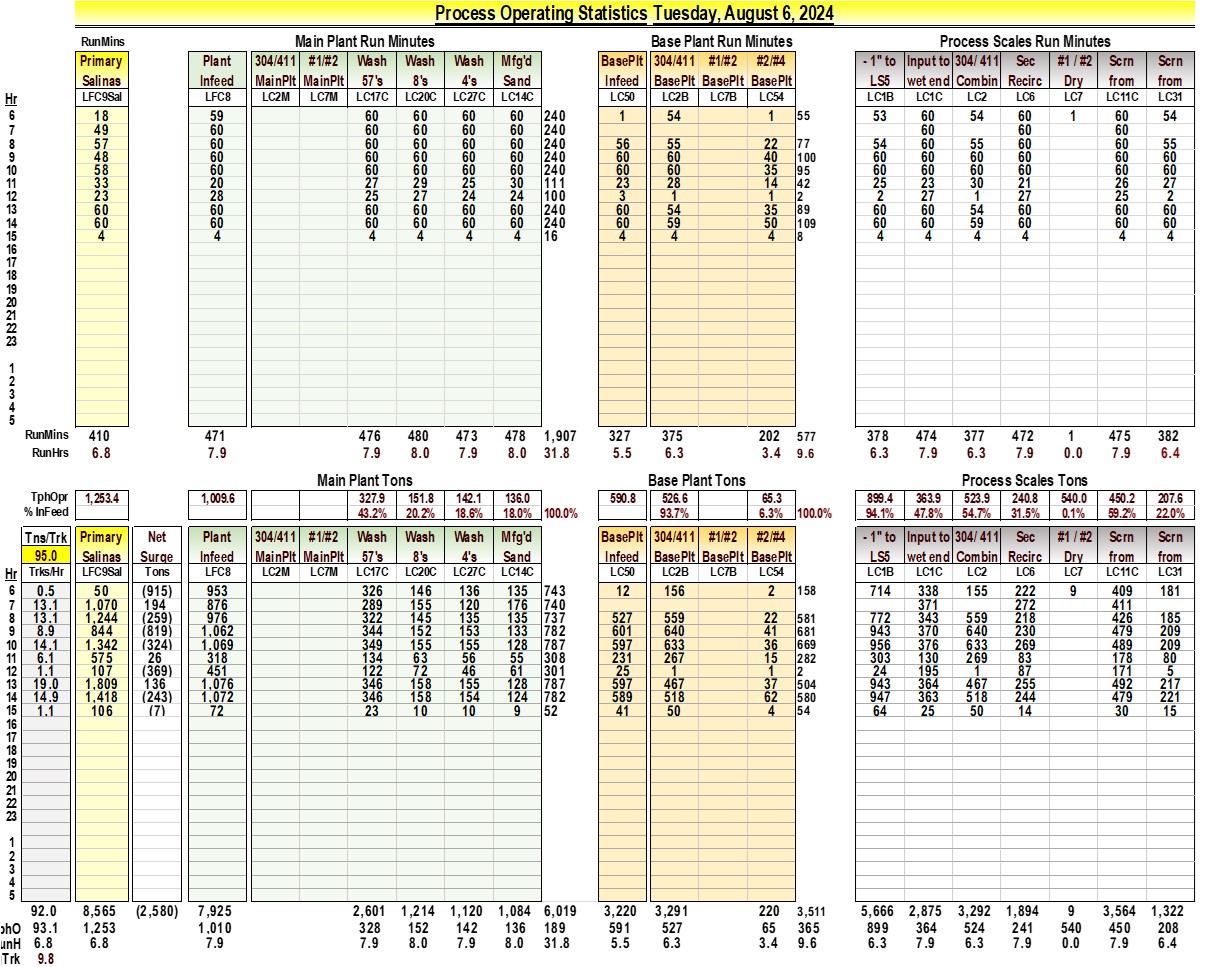 Process Operating Statistics Tuesday, August 6, 2024
RunMins Main Plant Run Minutes Base Plant Run Minutes Process Scales Run Minutes
Primary Plant 304/411 #1/#2 Wash Wash Wash Mfg'd BasePlt 304/411 #1/#2 #2/#4 - 1" to Input to 304/ 411 Sec #1 / #2 Scrn Scrn
Salinas Infeed MainPlt MainPlt 57's 8's 4's Sand Infeed BasePlt BasePlt BasePlt LS5 wet end Combin Recirc Dry from from
Hr LFC9Sal LFC8 LC2M LC7M LC17C LC20C LC27C LC14C LC50 LC2B LC7B LC54 LC1B LC1C LC2 LC6 LC7 LC11C LC31
6 18 59 60 60 60 60 240 1 54 1 55 53 60 54 60 1 60 54
7 49 60 60 60 60 60 240 60 60 60
8 57 60 60 60 60 60 240 56 55 22 77 54 60 55 60 60 55
9 48 60 60 60 60 60 240 60 60 40 100 60 60 60 60 60 60
10 58 60 60 60 60 60 240 60 60 35 95 60 60 60 60 60 60
11 33 20 27 29 25 30 111 23 28 14 42 25 23 30 21 26 27
12 23 28 25 27 24 24 100 3 1 1 2 2 27 1 27 25 2
13 60 60 60 60 60 60 240 60 54 35 89 60 60 54 60 60 60
14 60 60 60 60 60 60 240 60 59 50 109 60 60 59 60 60 60
15 4 4 4 4 4 4 16 4 4 4 8 4 4 4 4 4 4
16
17
18
19
20
21
22
23
1
2
3
4
5
RunMins 410 471 476 480 473 478 1,907 327 375 202 577 378 474 377 472 1 475 382
RunHrs 6.8 7.9 7.9 8.0 7.9 8.0 31.8 5.5 6.3 3.4 9.6 6.3 7.9 6.3 7.9 0.0 7.9 6.4
Main Plant Tons Base Plant Tons Process Scales Tons
TphOpr 1,253.4 1,009.6 327.9 151.8 142.1 136.0 590.8 526.6 65.3 899.4 363.9 523.9 240.8 540.0 450.2 207.6
% InFeed 43.2% 20.2% 18.6% 18.0% 100.0% 93.7% 6.3% 100.0% 94.1% 47.8% 54.7% 31.5% 0.1% 59.2% 22.0%
Tns/Trk Primary Net Plant 304/411 #1/#2 Wash Wash Wash Mfg'd BasePlt 304/411 #1/#2 #2/#4 - 1" to Input to 304/ 411 Sec #1 / #2 Scrn Scrn
95.0 Salinas Surge Infeed MainPlt MainPlt 57's 8's 4's Sand Infeed BasePlt BasePlt BasePlt LS5 wet end Combin Recirc Dry from from
Hr Trks/Hr LFC9Sal Tons LFC8 LC2M LC7M LC17C LC20C LC27C LC14C LC50 LC2B LC7B LC54 LC1B LC1C LC2 LC6 LC7 LC11C LC31
6 0.5 50 (915) 953 326 146 136 135 743 12 156 2 158 714 338 155 222 9 409 181
7 13.1 1,070 194 876 289 155 120 176 740 371 272 411
8 13.1 1,244 (259) 976 322 145 135 135 737 527 559 22 581 772 343 559 218 426 185
9 8.9 844 (819) 1,062 344 152 153 133 782 601 640 41 681 943 370 640 230 479 209
10 14.1 1,342 (324) 1,069 349 155 155 128 787 597 633 36 669 956 376 633 269 489 209
11 6.1 575 26 318 134 63 56 55 308 231 267 15 282 303 130 269 83 178 80
12 1.1 107 (369) 451 122 72 46 61 301 25 1 1 2 24 195 1 87 171 5
13 19.0 1,809 136 1,076 346 158 155 128 787 597 467 37 504 943 364 467 255 492 217
14 14.9 1,418 (243) 1,072 346 158 154 124 782 589 518 62 580 947 363 518 244 479 221
15 1.1 106 (7) 72 23 10 10 9 52 41 50 4 54 64 25 50 14 30 15
16
17
18
19
20
21
22
23
1
2
3
4
5
92.0 8,565 (2,580) 7,925 2,601 1,214 1,120 1,084 6,019 3,220 3,291 220 3,511 5,666 2,875 3,292 1,894 9 3,564 1,322
phO 93.1 1,253 1,010 328 152 142 136 189 591 527 65 365 899 364 524 241 540 450 208
unH 6.8 6.8 7.9 7.9 8.0 7.9 8.0 31.8 5.5 6.3 3.4 9.6 6.3 7.9 6.3 7.9 0.0 7.9 6.4
Trk 9.8